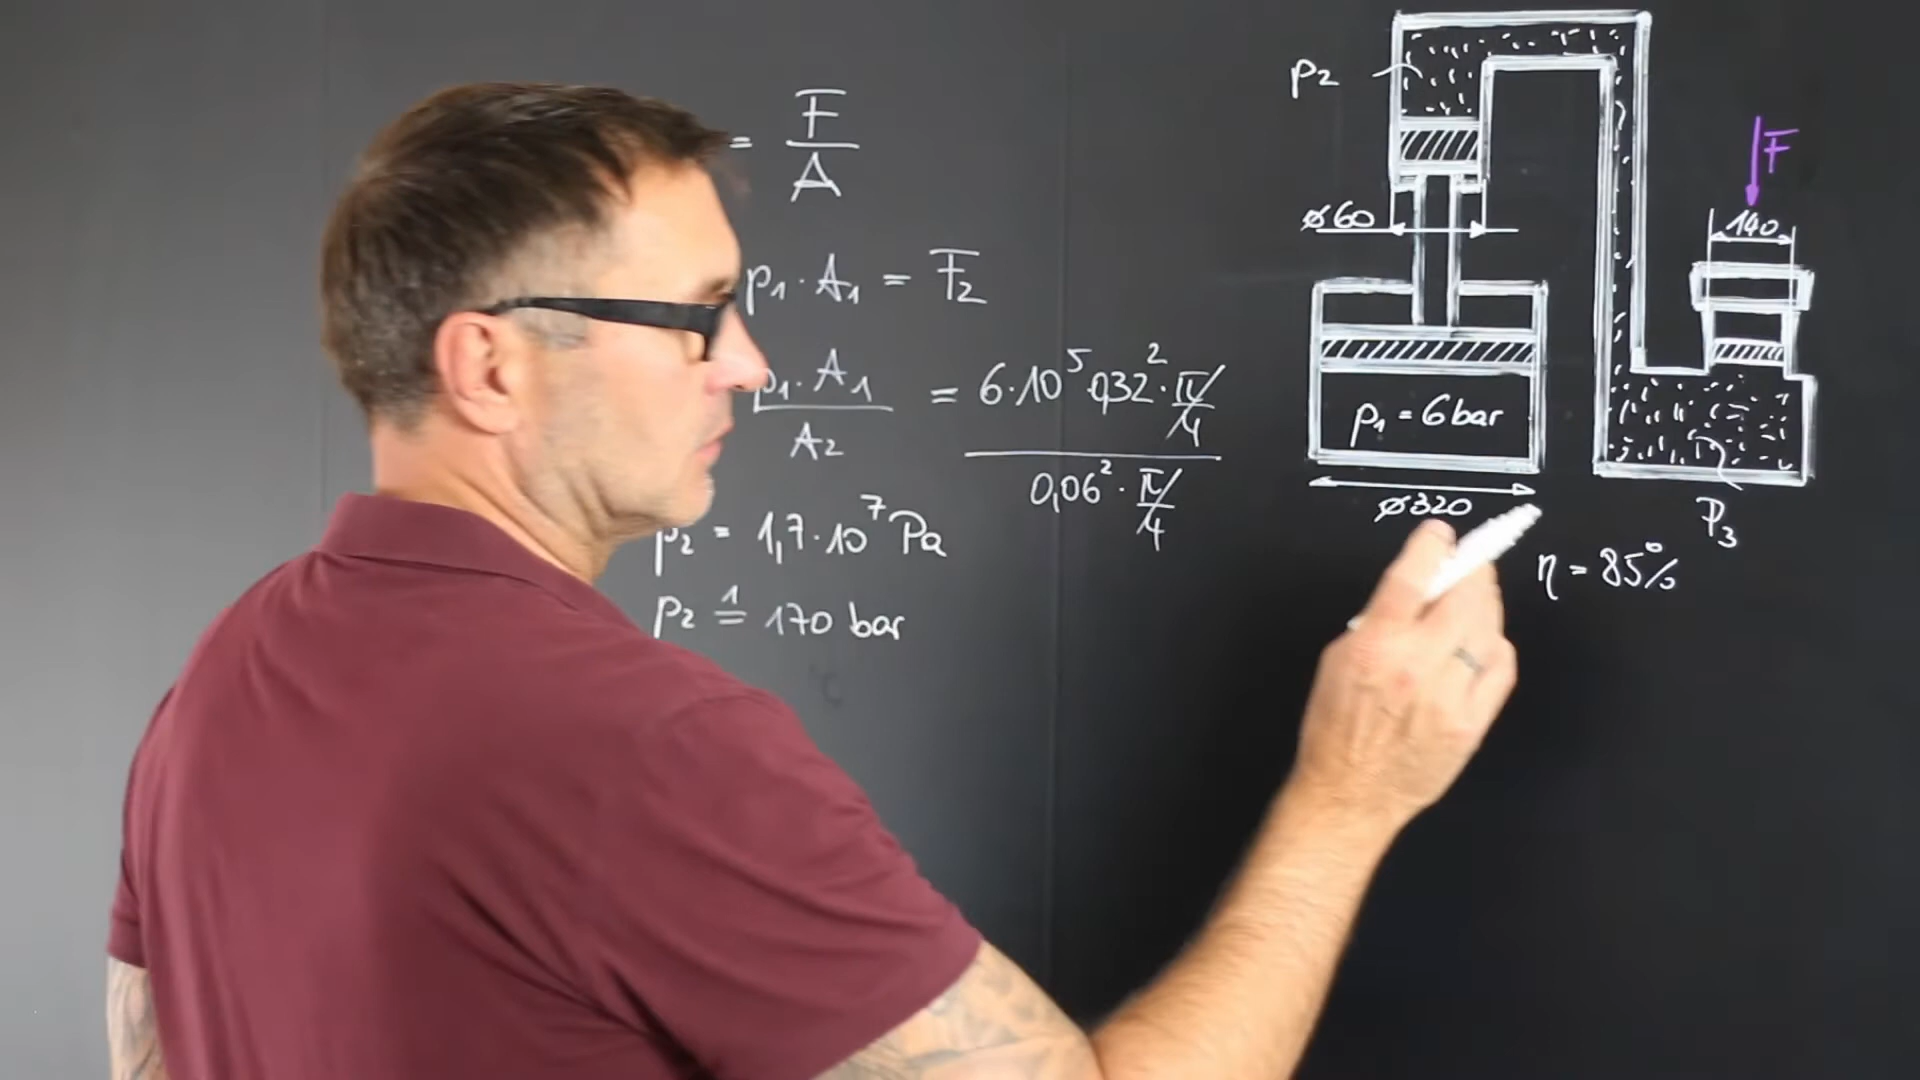 = F/A
p₁ · A₁ = F₂
p₁ · A₁ / A₂ = 6·10⁵·0,32²·π/4 / 0,06²·π/4
p₂ = 1,7·10⁷ Pa
p₂ ≙ 170 bar
p₂
F
ø60
140
p₁ = 6 bar
ø320
P₃
η = 85%